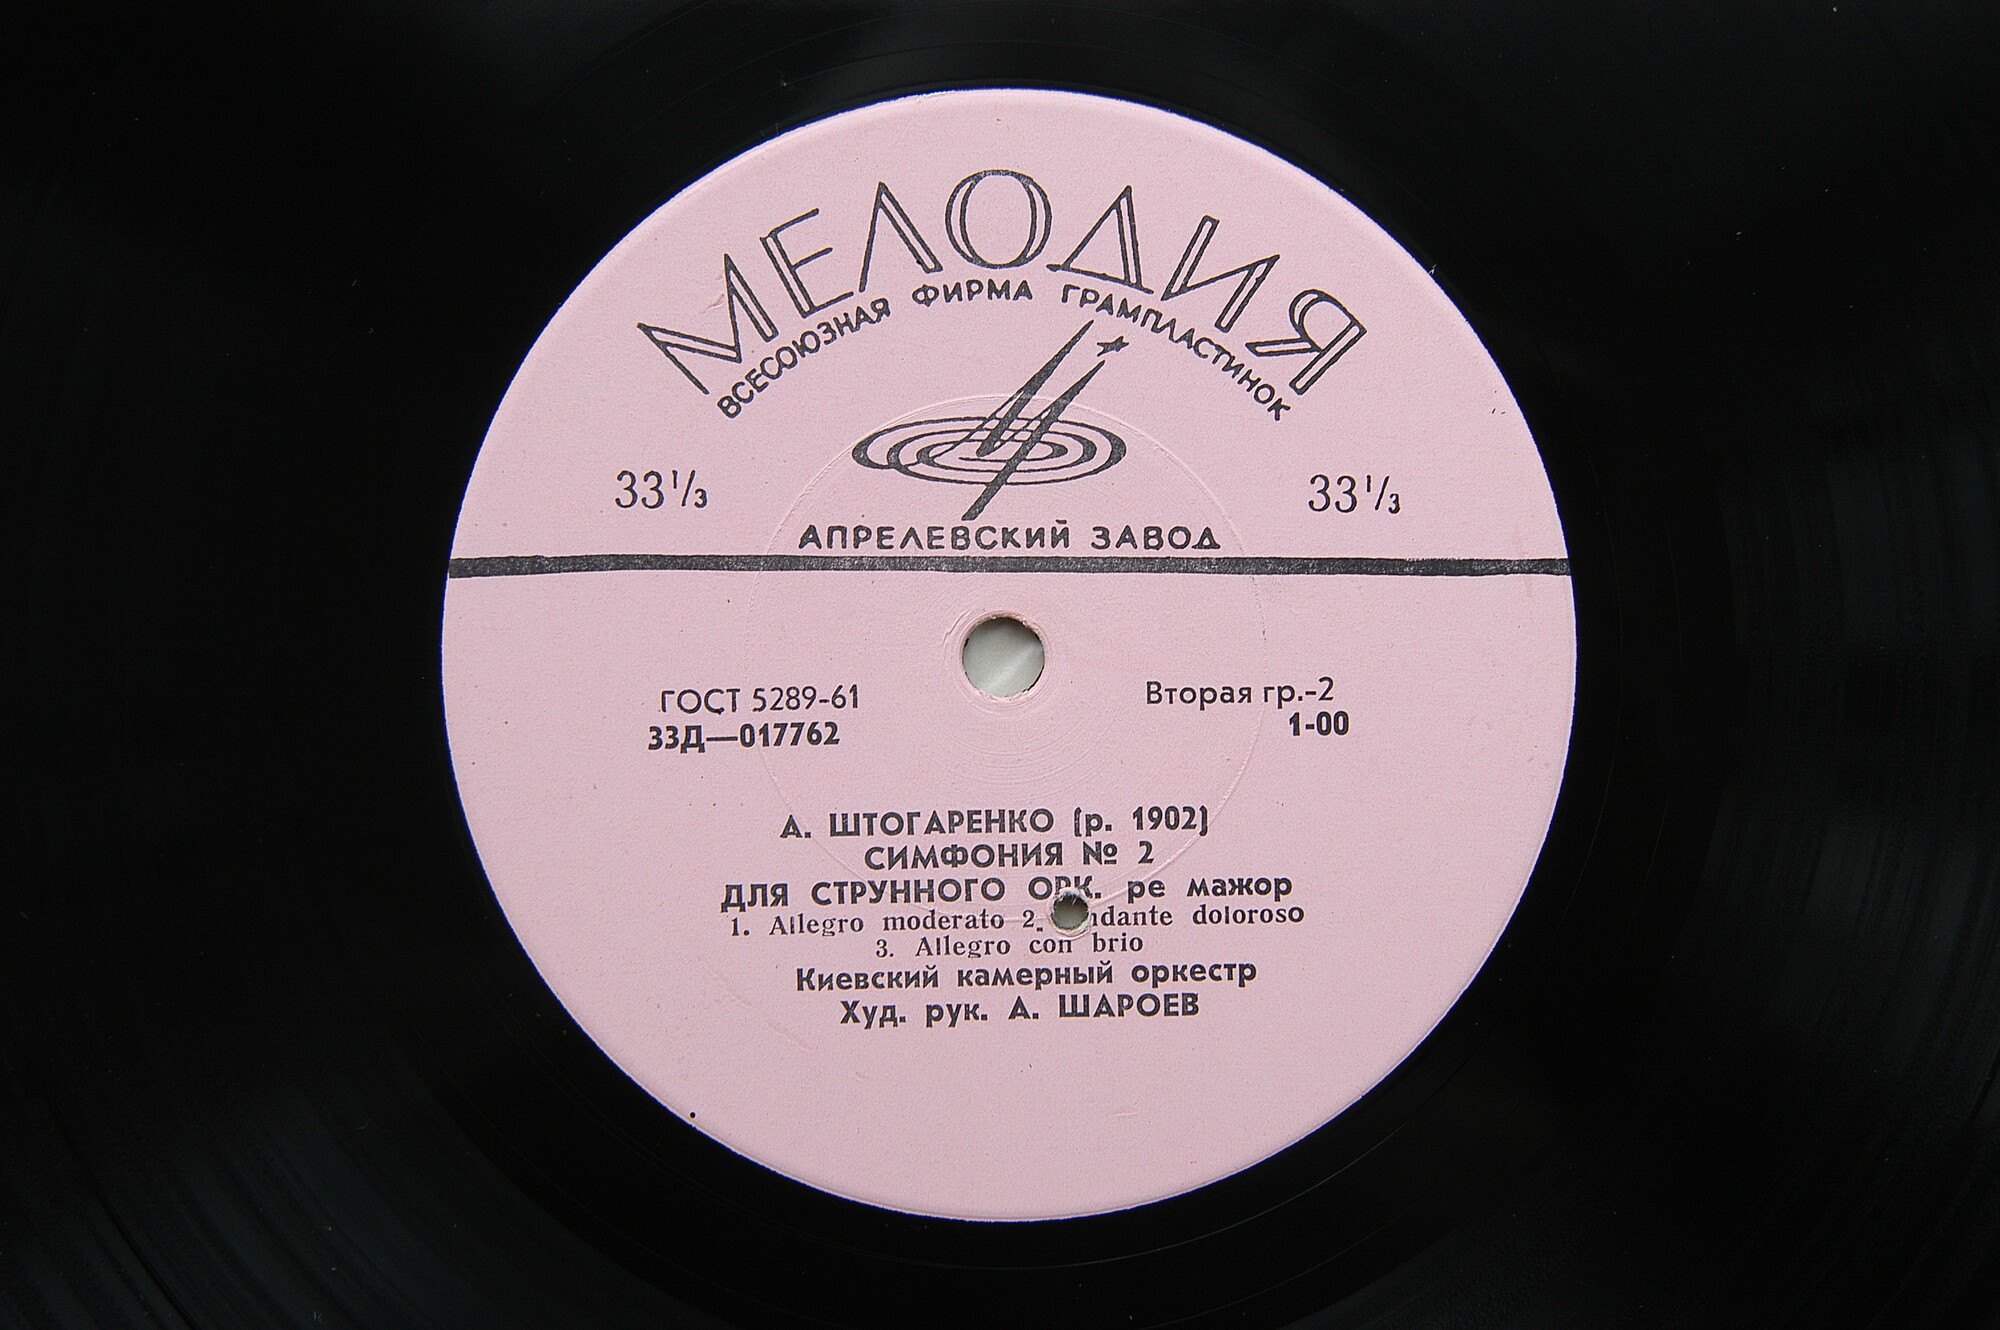 МЕЛОДИЯ
ВСЕСОЮЗНАЯ ФИРМА ГРАМПЛАСТИНОК
33⅓ 33⅓
АПРЕЛЕВСКИЙ ЗАВОД
ГОСТ 5289-61 Вторая гр.-2
33Д—017762 1-00
А. ШТОГАРЕНКО (р. 1902)
СИМФОНИЯ № 2
ДЛЯ СТРУННОГО ОРК. ре мажор
1. Allegro moderato 2. doloroso
3. Allegro con brio
Киевский камерный оркестр
Худ. рук. А. ШАРОЕВ